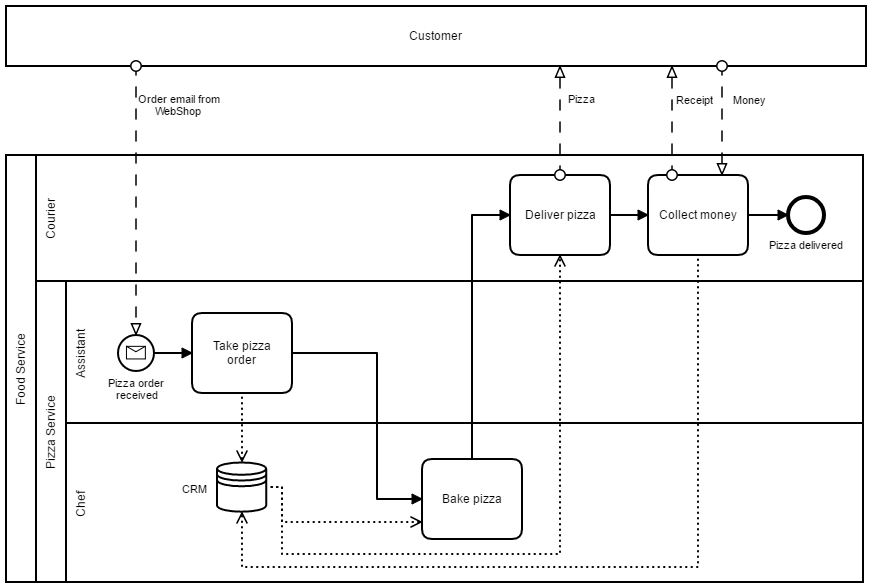 Customer
Order email from
WebShop
Pizza
Receipt
Money
Food Service
Courier
Deliver pizza
Collect money
Pizza delivered
Pizza Service
Assistant
Pizza order
received
Take pizza
order
Chef
CRM
Bake pizza